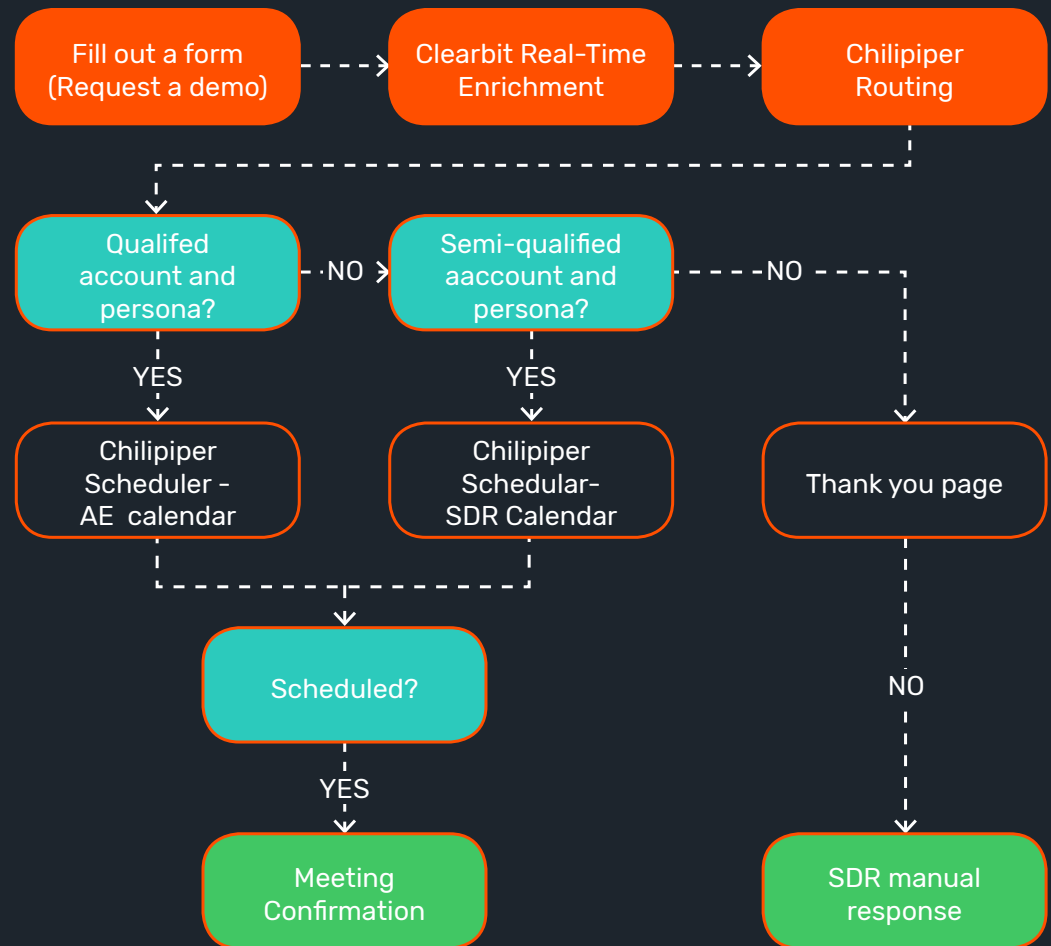 Fill out a form
(Request a demo)
Clearbit Real-Time
Enrichment
Chilipiper
Routing
Qualifed
account and
persona?
NO
Semi-qualified
aaccount and
persona?
NO
YES
YES
Chilipiper
Scheduler -
AE calendar
Chilipiper
Schedular-
SDR Calendar
Thank you page
Scheduled?
NO
YES
Meeting
Confirmation
SDR manual
response